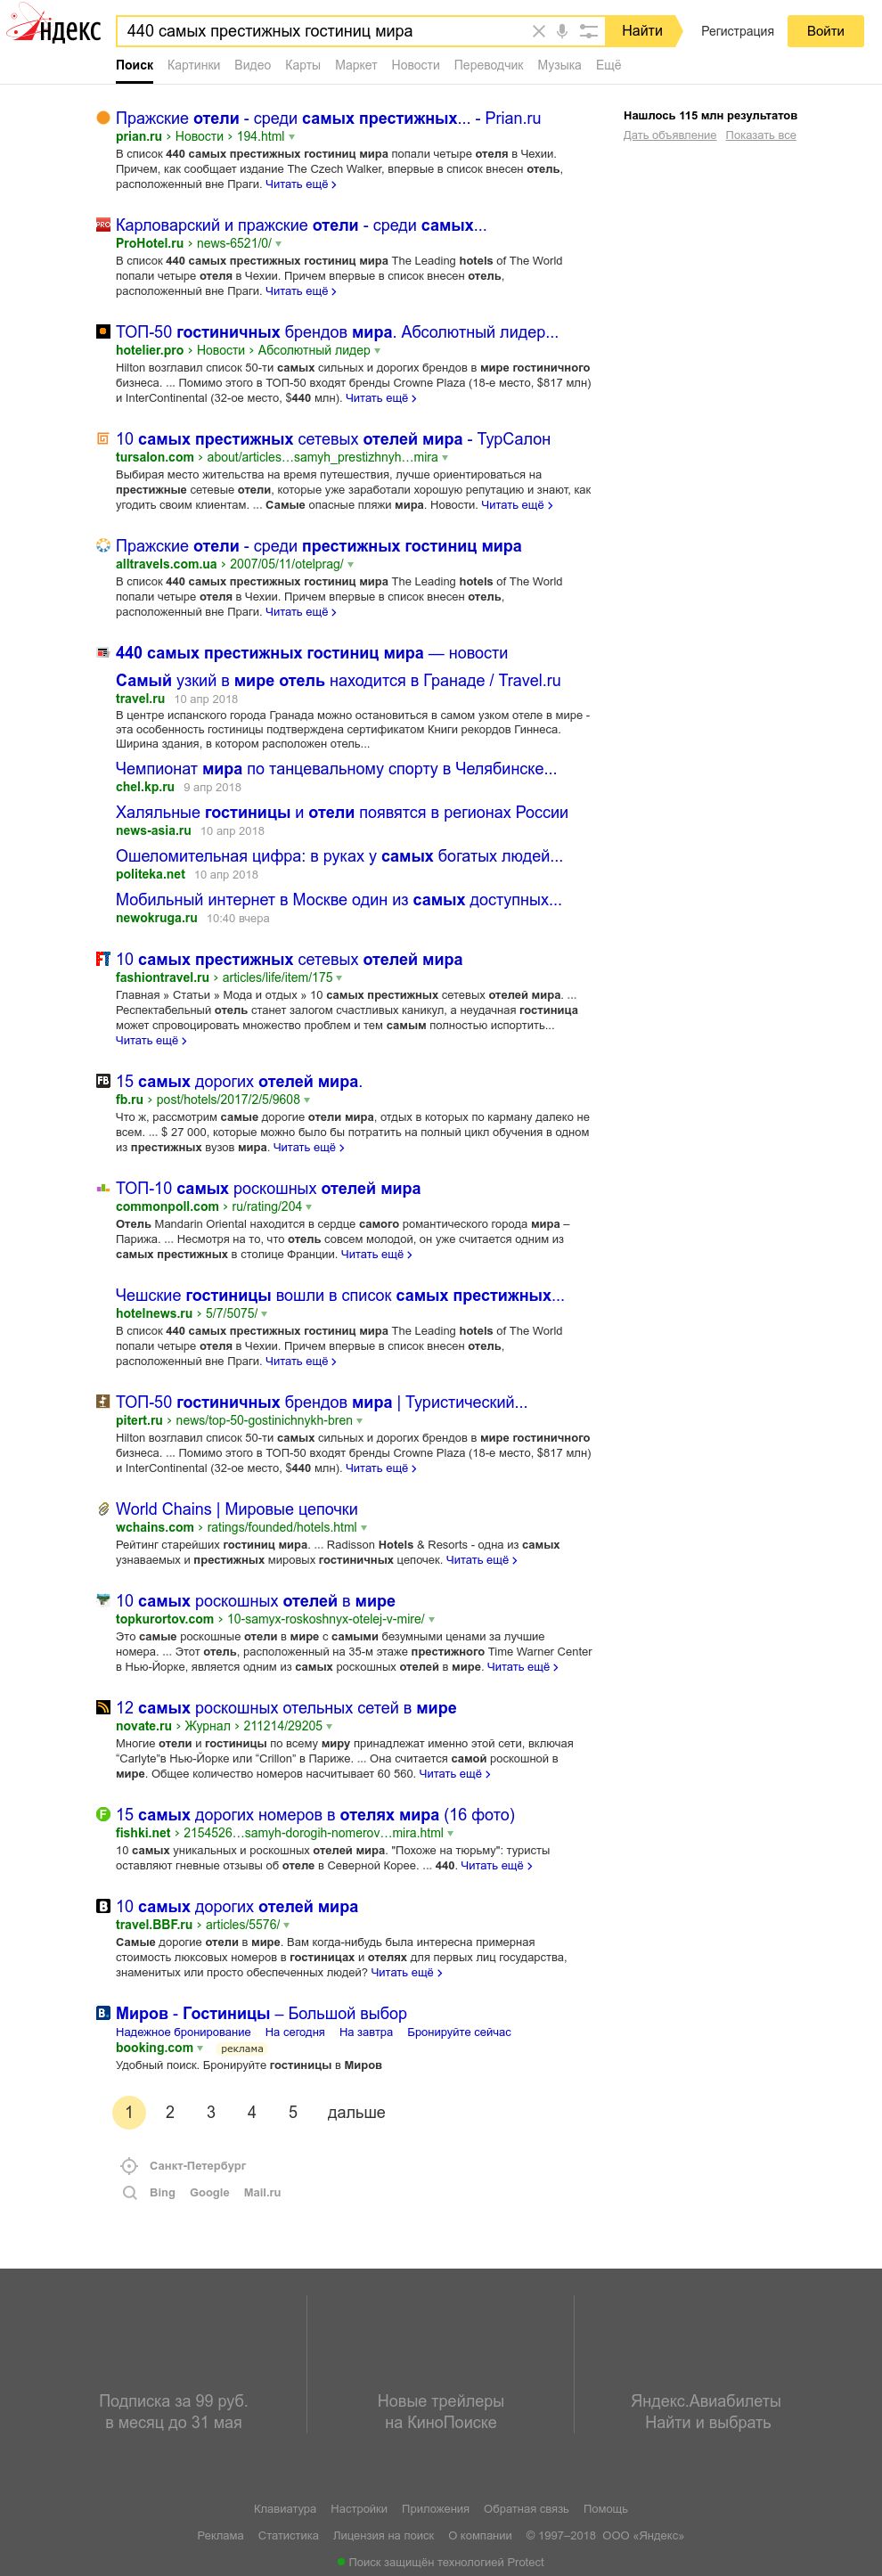 ндекс
440 самых престижных гостиниц мира
Найти
Регистрация
Войти
Поиск Картинки Видео Карты Маркет Новости Переводчик Музыка Ещё
Пражские отели - среди самых престижных... - Prian.ru
prian.ru › Новости › 194.html
В список 440 самых престижных гостиниц мира попали четыре отеля в Чехии.
Причем, как сообщает издание The Czech Walker, впервые в список внесен отель,
расположенный вне Праги. Читать ещё ›
Нашлось 115 млн результатов
Дать объявление Показать все
PRO
Карловарский и пражские отели - среди самых...
ProHotel.ru › news-6521/0/
В список 440 самых престижных гостиниц мира The Leading hotels of The World
попали четыре отеля в Чехии. Причем впервые в список внесен отель,
расположенный вне Праги. Читать ещё ›
ТОП-50 гостиничных брендов мира. Абсолютный лидер...
hotelier.pro › Новости › Абсолютный лидер
Hilton возглавил список 50-ти самых сильных и дорогих брендов в мире гостиничного
бизнеса. ... Помимо этого в ТОП-50 входят бренды Crowne Plaza (18-е место, $817 млн)
и InterContinental (32-ое место, $440 млн). Читать ещё ›
10 самых престижных сетевых отелей мира - ТурСалон
tursalon.com › about/articles…samyh_prestizhnyh…mira
Выбирая место жительства на время путешествия, лучше ориентироваться на
престижные сетевые отели, которые уже заработали хорошую репутацию и знают, как
угодить своим клиентам. ... Самые опасные пляжи мира. Новости. Читать ещё ›
Пражские отели - среди престижных гостиниц мира
alltravels.com.ua › 2007/05/11/otelprag/
В список 440 самых престижных гостиниц мира The Leading hotels of The World
попали четыре отеля в Чехии. Причем впервые в список внесен отель,
расположенный вне Праги. Читать ещё ›
440 самых престижных гостиниц мира — новости
Самый узкий в мире отель находится в Гранаде / Travel.ru
travel.ru 10 апр 2018
В центре испанского города Гранада можно остановиться в самом узком отеле в мире -
эта особенность гостиницы подтверждена сертификатом Книги рекордов Гиннеса.
Ширина здания, в котором расположен отель...
Чемпионат мира по танцевальному спорту в Челябинске...
chel.kp.ru 9 апр 2018
Халяльные гостиницы и отели появятся в регионах России
news-asia.ru 10 апр 2018
Ошеломительная цифра: в руках у самых богатых людей...
politeka.net 10 апр 2018
Мобильный интернет в Москве один из самых доступных...
newokruga.ru 10:40 вчера
FT
10 самых престижных сетевых отелей мира
fashiontravel.ru › articles/life/item/175
Главная » Статьи » Мода и отдых » 10 самых престижных сетевых отелей мира. ...
Респектабельный отель станет залогом счастливых каникул, а неудачная гостиница
может спровоцировать множество проблем и тем самым полностью испортить...
Читать ещё ›
FB
15 самых дорогих отелей мира.
fb.ru › post/hotels/2017/2/5/9608
Что ж, рассмотрим самые дорогие отели мира, отдых в которых по карману далеко не
всем. ... $ 27 000, которые можно было бы потратить на полный цикл обучения в одном
из престижных вузов мира. Читать ещё ›
ТОП-10 самых роскошных отелей мира
commonpoll.com › ru/rating/204
Отель Mandarin Oriental находится в сердце самого романтического города мира –
Парижа. ... Несмотря на то, что отель совсем молодой, он уже считается одним из
самых престижных в столице Франции. Читать ещё ›
Чешские гостиницы вошли в список самых престижных...
hotelnews.ru › 5/7/5075/
В список 440 самых престижных гостиниц мира The Leading hotels of The World
попали четыре отеля в Чехии. Причем впервые в список внесен отель,
расположенный вне Праги. Читать ещё ›
ТОП-50 гостиничных брендов мира | Туристический...
pitert.ru › news/top-50-gostinichnykh-bren
Hilton возглавил список 50-ти самых сильных и дорогих брендов в мире гостиничного
бизнеса. ... Помимо этого в ТОП-50 входят бренды Crowne Plaza (18-е место, $817 млн)
и InterContinental (32-ое место, $440 млн). Читать ещё ›
World Chains | Мировые цепочки
wchains.com › ratings/founded/hotels.html
Рейтинг старейших гостиниц мира. ... Radisson Hotels & Resorts - одна из самых
узнаваемых и престижных мировых гостиничных цепочек. Читать ещё ›
10 самых роскошных отелей в мире
topkurortov.com › 10-samyx-roskoshnyx-otelej-v-mire/
Это самые роскошные отели в мире с самыми безумными ценами за лучшие
номера. ... Этот отель, расположенный на 35-м этаже престижного Time Warner Center
в Нью-Йорке, является одним из самых роскошных отелей в мире. Читать ещё ›
12 самых роскошных отельных сетей в мире
novate.ru › Журнал › 211214/29205
Многие отели и гостиницы по всему миру принадлежат именно этой сети, включая
“Carlyte”в Нью-Йорке или “Crillon” в Париже. ... Она считается самой роскошной в
мире. Общее количество номеров насчитывает 60 560. Читать ещё ›
F
15 самых дорогих номеров в отелях мира (16 фото)
fishki.net › 2154526…samyh-dorogih-nomerov…mira.html
10 самых уникальных и роскошных отелей мира. "Похоже на тюрьму": туристы
оставляют гневные отзывы об отеле в Северной Корее. ... 440. Читать ещё ›
B
10 самых дорогих отелей мира
travel.BBF.ru › articles/5576/
Самые дорогие отели в мире. Вам когда-нибудь была интересна примерная
стоимость люксовых номеров в гостиницах и отелях для первых лиц государства,
знаменитых или просто обеспеченных людей? Читать ещё ›
B.
Миров - Гостиницы – Большой выбор
Надежное бронирование На сегодня На завтра Бронируйте сейчас
booking.com реклама
Удобный поиск. Бронируйте гостиницы в Миров
1 2 3 4 5 дальше
Санкт-Петербург
Bing Google Mail.ru
Подписка за 99 руб.
в месяц до 31 мая
Новые трейлеры
на КиноПоиске
Яндекс.Авиабилеты
Найти и выбрать
Клавиатура Настройки Приложения Обратная связь Помощь
Реклама Статистика Лицензия на поиск О компании © 1997–2018 ООО «Яндекс»
Поиск защищён технологией Protect